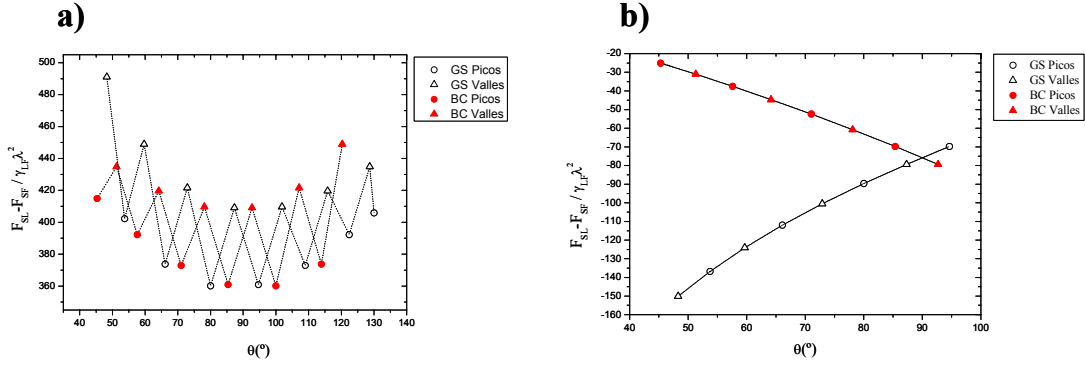 a)
500
480
460
440
420
400
380
360
F_SL-F_SF / γ_LF λ²
40 50 60 70 80 90 100 110 120 130 140
θ(º)
GS Picos
GS Valles
BC Picos
BC Valles
b)
-20
-30
-40
-50
-60
-70
-80
-90
-100
-110
-120
-130
-140
-150
-160
F_SL-F_SF / γ_LF λ²
40 50 60 70 80 90 100
θ(º)
GS Picos
GS Valles
BC Picos
BC Valles